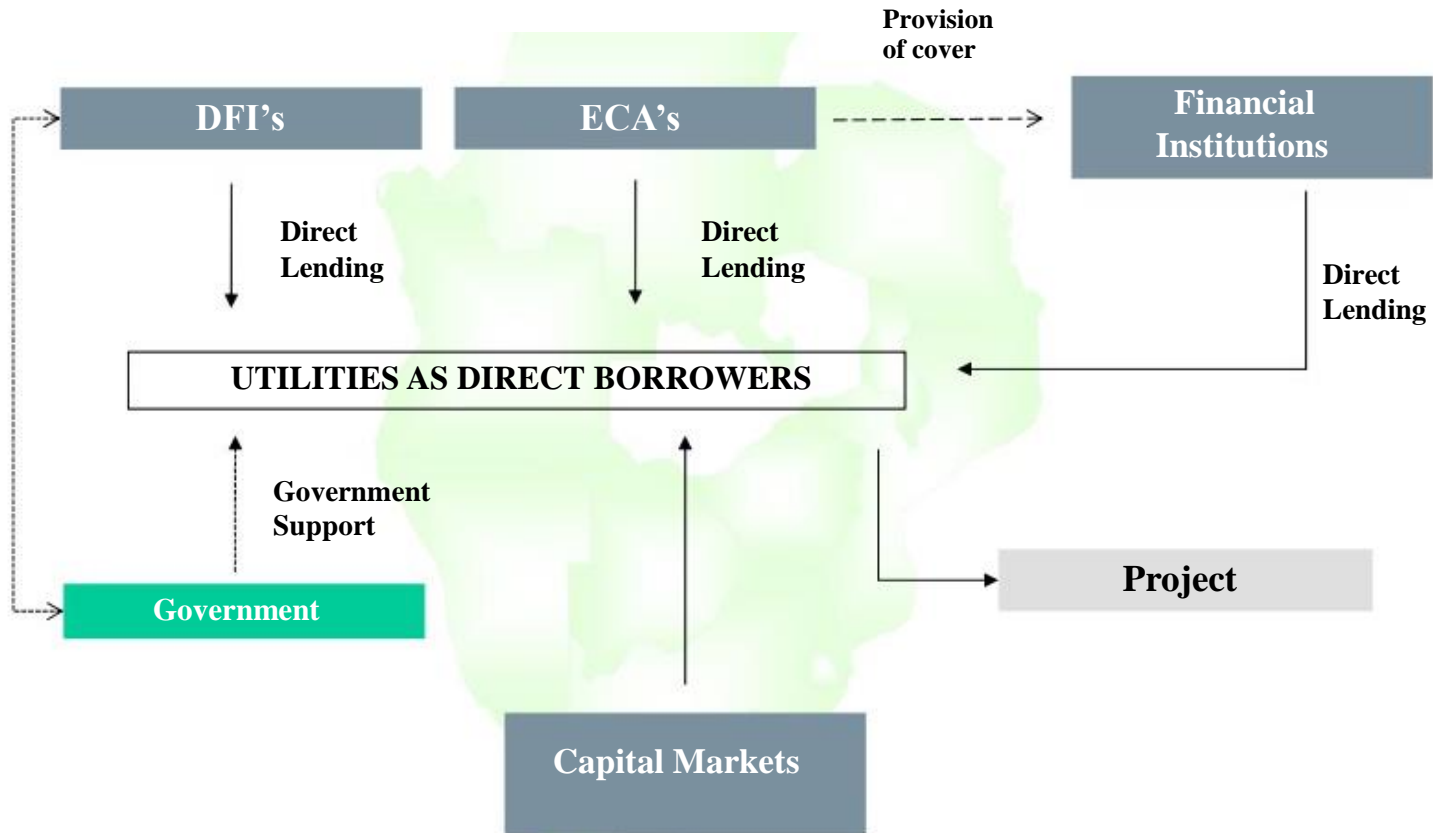 Provision
of cover
DFI's
ECA's
Financial
Institutions
Direct
Lending
Direct
Lending
Direct
Lending
UTILITIES AS DIRECT BORROWERS
Government
Support
Government
Project
Capital Markets